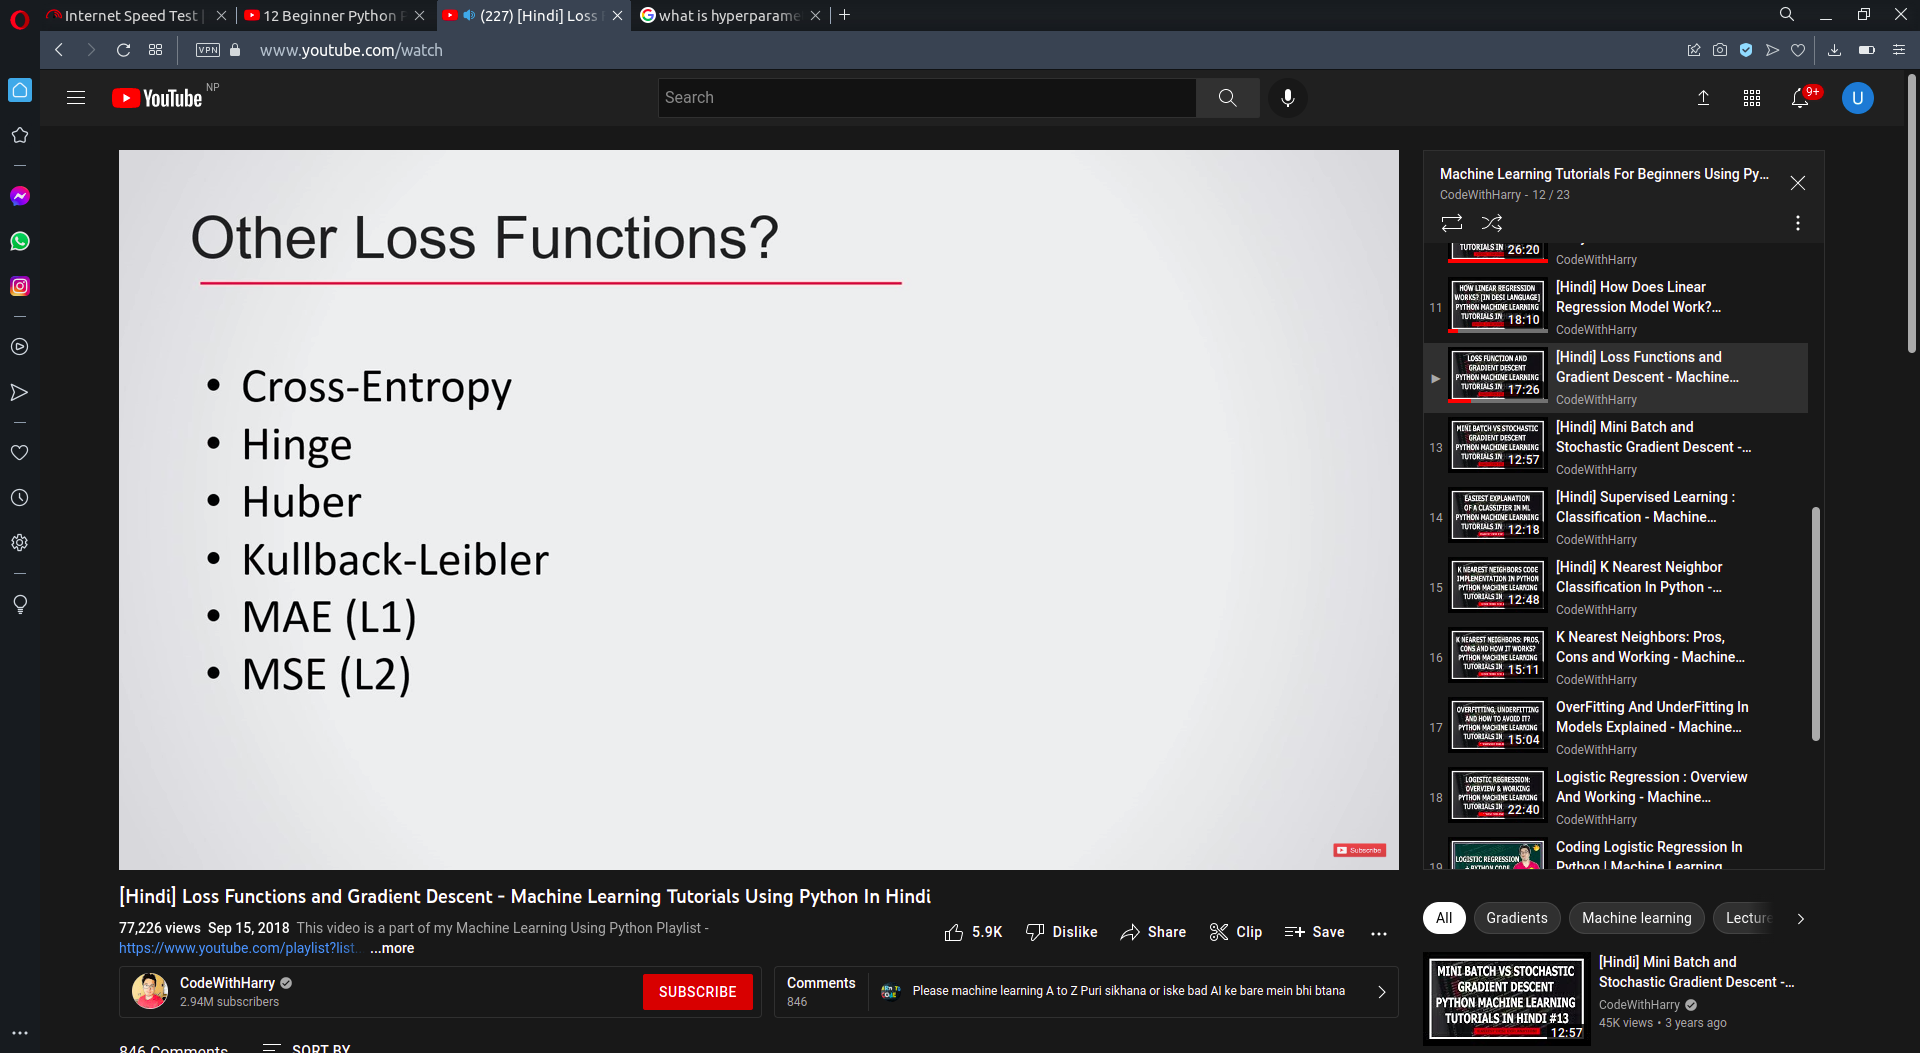 Internet Speed Test |
12 Beginner Python P
(227) [Hindi] Loss F
what is hyperparame
VPN
www.youtube.com/watch
YouTube NP
Search
9+
U
Other Loss Functions?
• Cross-Entropy
• Hinge
• Huber
• Kullback-Leibler
• MAE (L1)
• MSE (L2)
Subscribe
Machine Learning Tutorials For Beginners Using Py...
CodeWithHarry - 12 / 23
TUTORIALS IN
26:20
CodeWithHarry
11
HOW LINEAR REGRESSION
WORKS? [IN DESI LANGUAGE]
PYTHON MACHINE LEARNING
TUTORIALS IN
18:10
[Hindi] How Does Linear
Regression Model Work?...
CodeWithHarry
LOSS FUNCTION AND
GRADIENT DESCENT
PYTHON MACHINE LEARNING
TUTORIALS IN
17:26
[Hindi] Loss Functions and
Gradient Descent - Machine...
CodeWithHarry
13
MINI BATCH VS STOCHASTIC
GRADIENT DESCENT
PYTHON MACHINE LEARNING
TUTORIALS IN
12:57
[Hindi] Mini Batch and
Stochastic Gradient Descent -...
CodeWithHarry
14
EASIEST EXPLANATION
OF A CLASSIFIER IN ML
PYTHON MACHINE LEARNING
TUTORIALS IN
12:18
[Hindi] Supervised Learning :
Classification - Machine...
CodeWithHarry
15
K NEAREST NEIGHBORS CODE
IMPLEMENTATION IN PYTHON
PYTHON MACHINE LEARNING
TUTORIALS IN
12:48
[Hindi] K Nearest Neighbor
Classification In Python -...
CodeWithHarry
16
K NEAREST NEIGHBORS: PROS,
CONS AND HOW IT WORKS?
PYTHON MACHINE LEARNING
TUTORIALS IN
15:11
K Nearest Neighbors: Pros,
Cons and Working - Machine...
CodeWithHarry
17
OVERFITTING, UNDERFITTING
AND HOW TO AVOID IT?
PYTHON MACHINE LEARNING
TUTORIALS IN
15:04
OverFitting And UnderFitting In
Models Explained - Machine...
CodeWithHarry
18
LOGISTIC REGRESSION:
OVERVIEW & WORKING
PYTHON MACHINE LEARNING
TUTORIALS IN
22:40
Logistic Regression : Overview
And Working - Machine...
CodeWithHarry
19
LOGISTIC REGRESSION
+ PYTHON CODE
Coding Logistic Regression In
Python | Machine Learning
[Hindi] Loss Functions and Gradient Descent - Machine Learning Tutorials Using Python In Hindi
77,226 views Sep 15, 2018 This video is a part of my Machine Learning Using Python Playlist -
https://www.youtube.com/playlist?list... ...more
5.9K
Dislike
Share
Clip
Save
CodeWithHarry
2.94M subscribers
SUBSCRIBE
Comments
846
Please machine learning A to Z Puri sikhana or iske bad AI ke bare mein bhi btana
846 Comments
SORT BY
All
Gradients
Machine learning
Lecture
MINI BATCH VS STOCHASTIC
GRADIENT DESCENT
PYTHON MACHINE LEARNING
TUTORIALS IN HINDI #13
12:57
[Hindi] Mini Batch and
Stochastic Gradient Descent -...
CodeWithHarry
45K views • 3 years ago